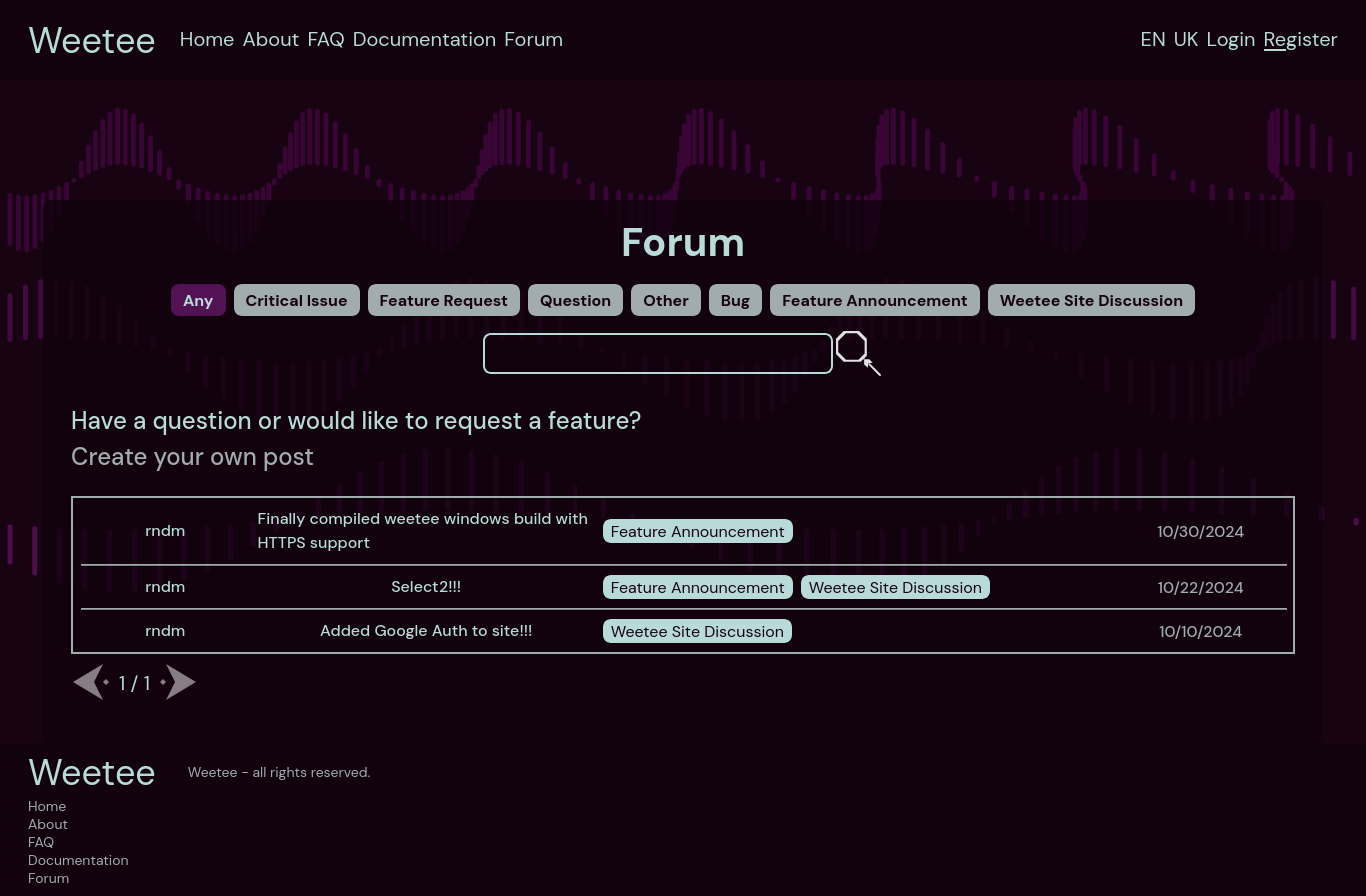 Weetee Home About FAQ Documentation Forum EN UK Login Register
Forum
Any Critical Issue Feature Request Question Other Bug Feature Announcement Weetee Site Discussion
Have a question or would like to request a feature?
Create your own post
rndm Finally compiled weetee windows build with HTTPS support Feature Announcement 10/30/2024
rndm Select2!!! Feature Announcement Weetee Site Discussion 10/22/2024
rndm Added Google Auth to site!!! Weetee Site Discussion 10/10/2024
1 / 1
Weetee Weetee - all rights reserved.
Home
About
FAQ
Documentation
Forum